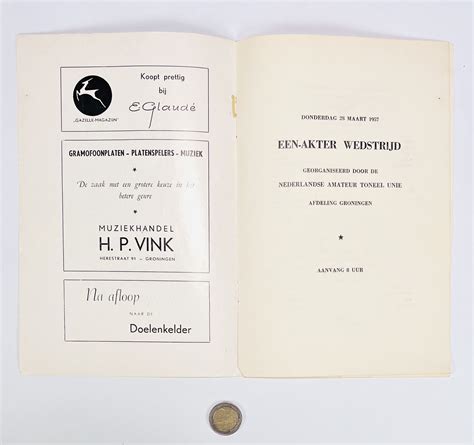 Koopt prettig
bij
E Glaudé
„GAZELLE-MAGAZIJN"
GRAMOFOONPLATEN - PLATENSPELERS - MUZIEK
„De zaak met een grotere keuze in het
betere genre
MUZIEKHANDEL
H. P. VINK
HERESTRAAT 91 - GRONINGEN
Na afloop
NAAR DE
Doelenkelder
DONDERDAG 28 MAART 1957
EEN-AKTER WEDSTRIJD
GEORGANISEERD DOOR DE
NEDERLANDSE AMATEUR TONEEL UNIE
AFDELING GRONINGEN
*
AANVANG 8 UUR